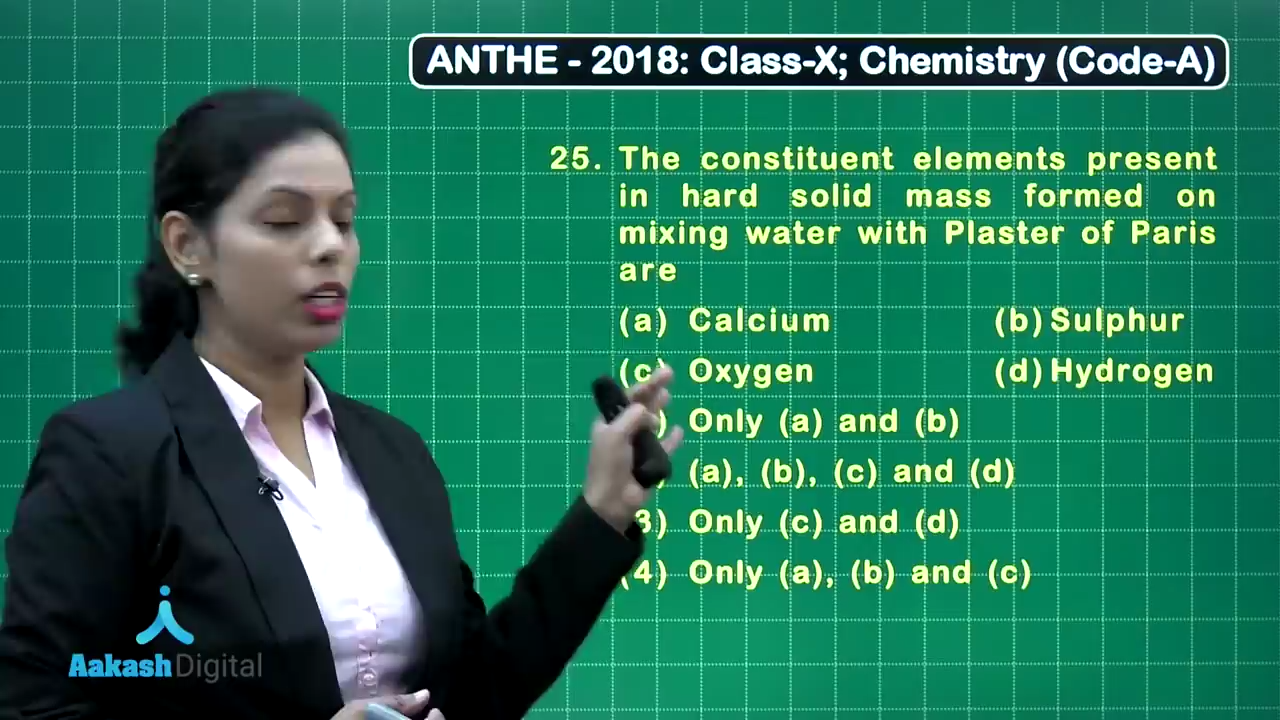 ANTHE - 2018: Class-X; Chemistry (Code-A)
25. The constituent elements present
in hard solid mass formed on
mixing water with Plaster of Paris
are
(a) Calcium (b) Sulphur
(c) Oxygen (d) Hydrogen
) Only (a) and (b)
) (a), (b), (c) and (d)
3) Only (c) and (d)
(4) Only (a), (b) and (c)
Aakash Digital